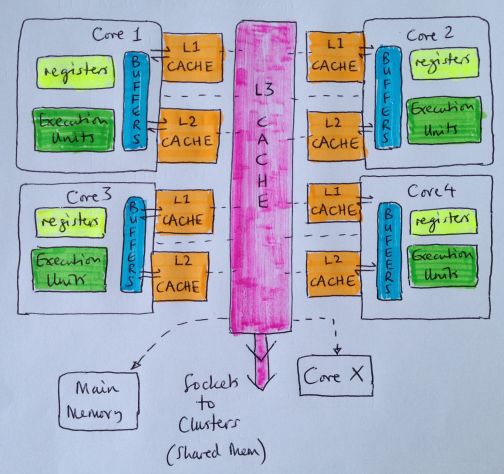 Core 1
registers
Execution
Units
BUFFERS
L1
CACHE
L2
CACHE
L3
CACHE
L1
CACHE
L2
CACHE
Core 2
BUFFERS
registers
Execution
Units
Core 3
registers
Execution
Units
BUFFERS
L1
CACHE
L2
CACHE
L1
CACHE
L2
CACHE
Core 4
BUFFEERS
registers
Execution
Units
Main
Memory
Sockets
to
Clusters
(Shared Mem)
Core X